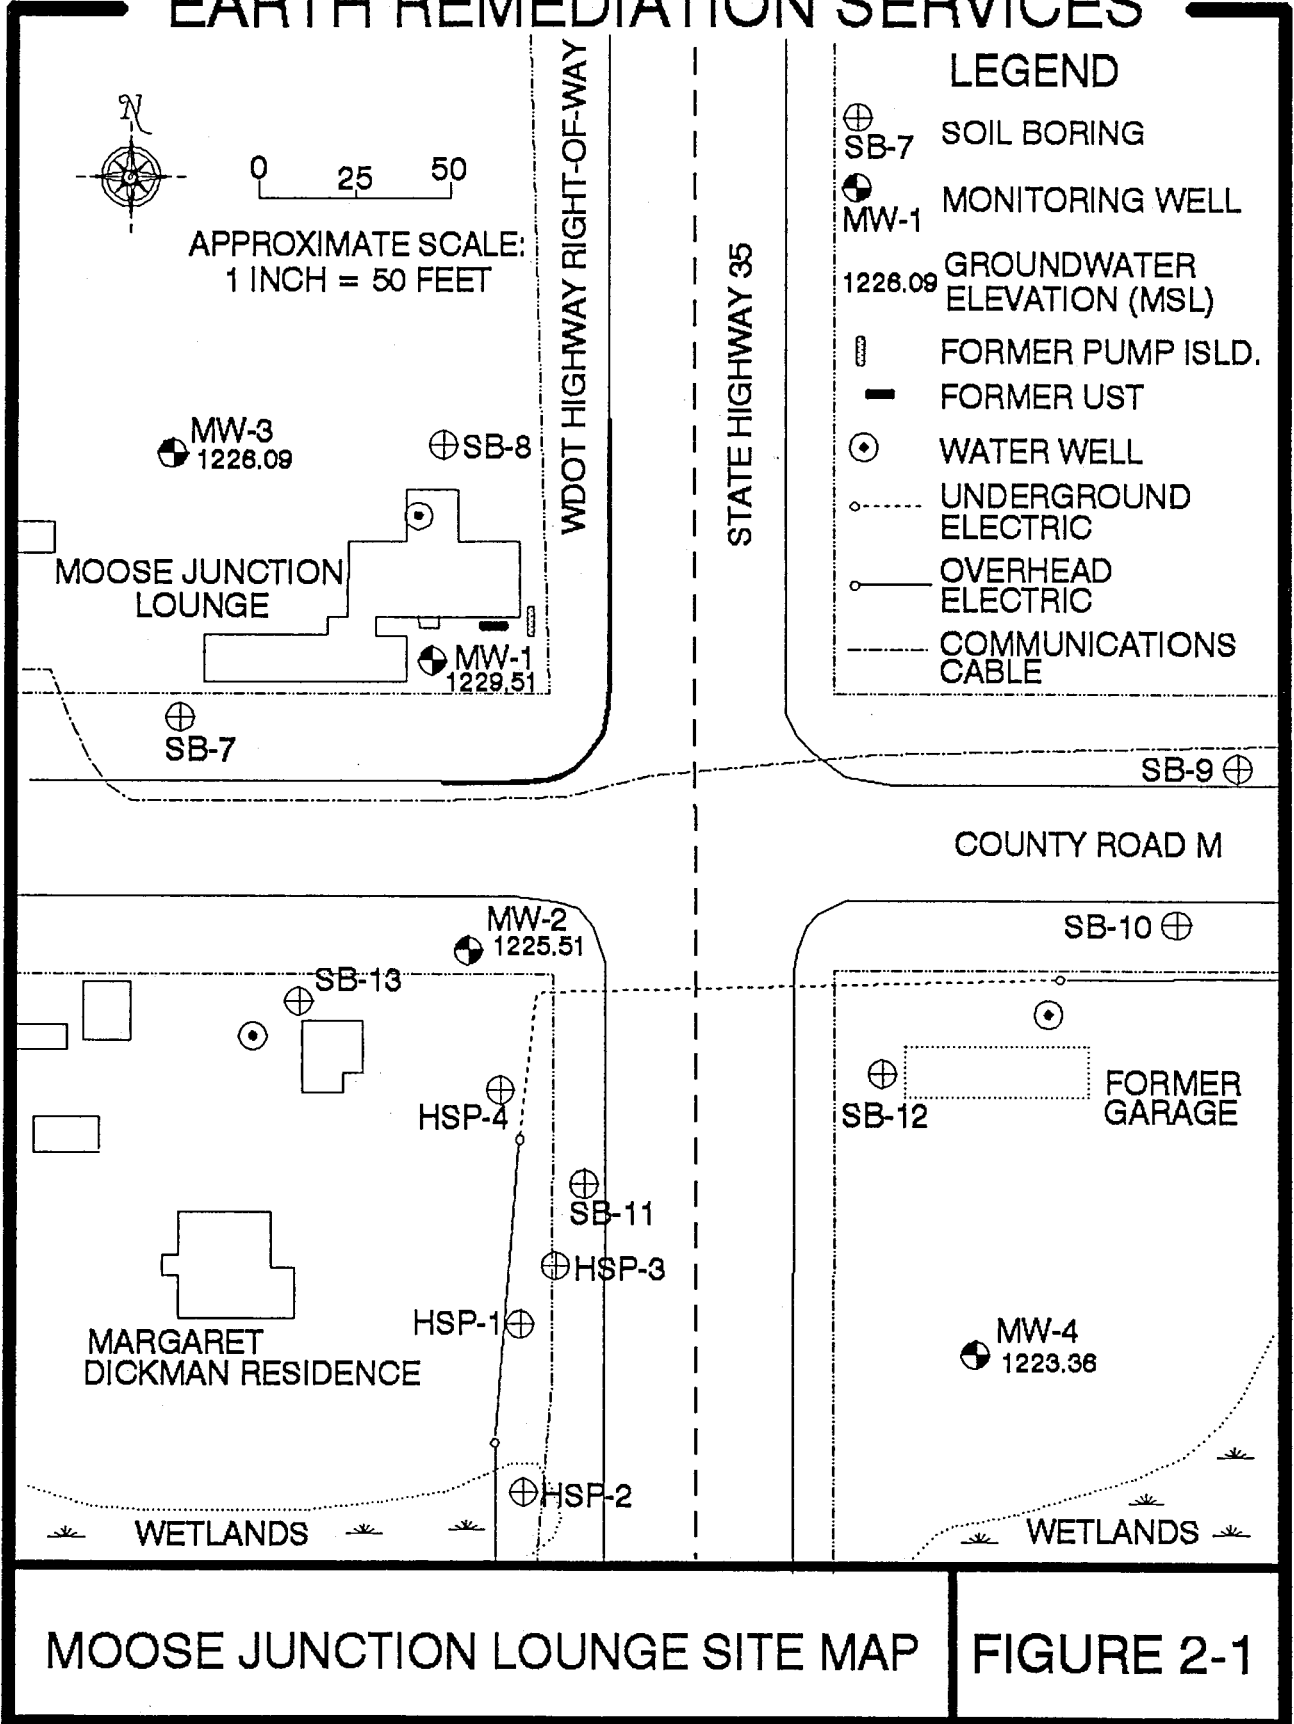 EARTH REMEDIATION SERVICES
N
0 25 50
APPROXIMATE SCALE:
1 INCH = 50 FEET
WDOT HIGHWAY RIGHT-OF-WAY
STATE HIGHWAY 35
LEGEND
SB-7 SOIL BORING
MW-1 MONITORING WELL
1226.09 GROUNDWATER
ELEVATION (MSL)
FORMER PUMP ISLD.
FORMER UST
WATER WELL
UNDERGROUND
ELECTRIC
OVERHEAD
ELECTRIC
COMMUNICATIONS
CABLE
MW-3
1226.09
SB-8
MOOSE JUNCTION
LOUNGE
MW-1
1229.51
SB-7
SB-9
COUNTY ROAD M
MW-2
1225.51
SB-10
SB-13
HSP-4
SB-12
FORMER
GARAGE
SB-11
HSP-3
HSP-1
MARGARET
DICKMAN RESIDENCE
MW-4
1223.36
HSP-2
WETLANDS
WETLANDS
MOOSE JUNCTION LOUNGE SITE MAP
FIGURE 2-1